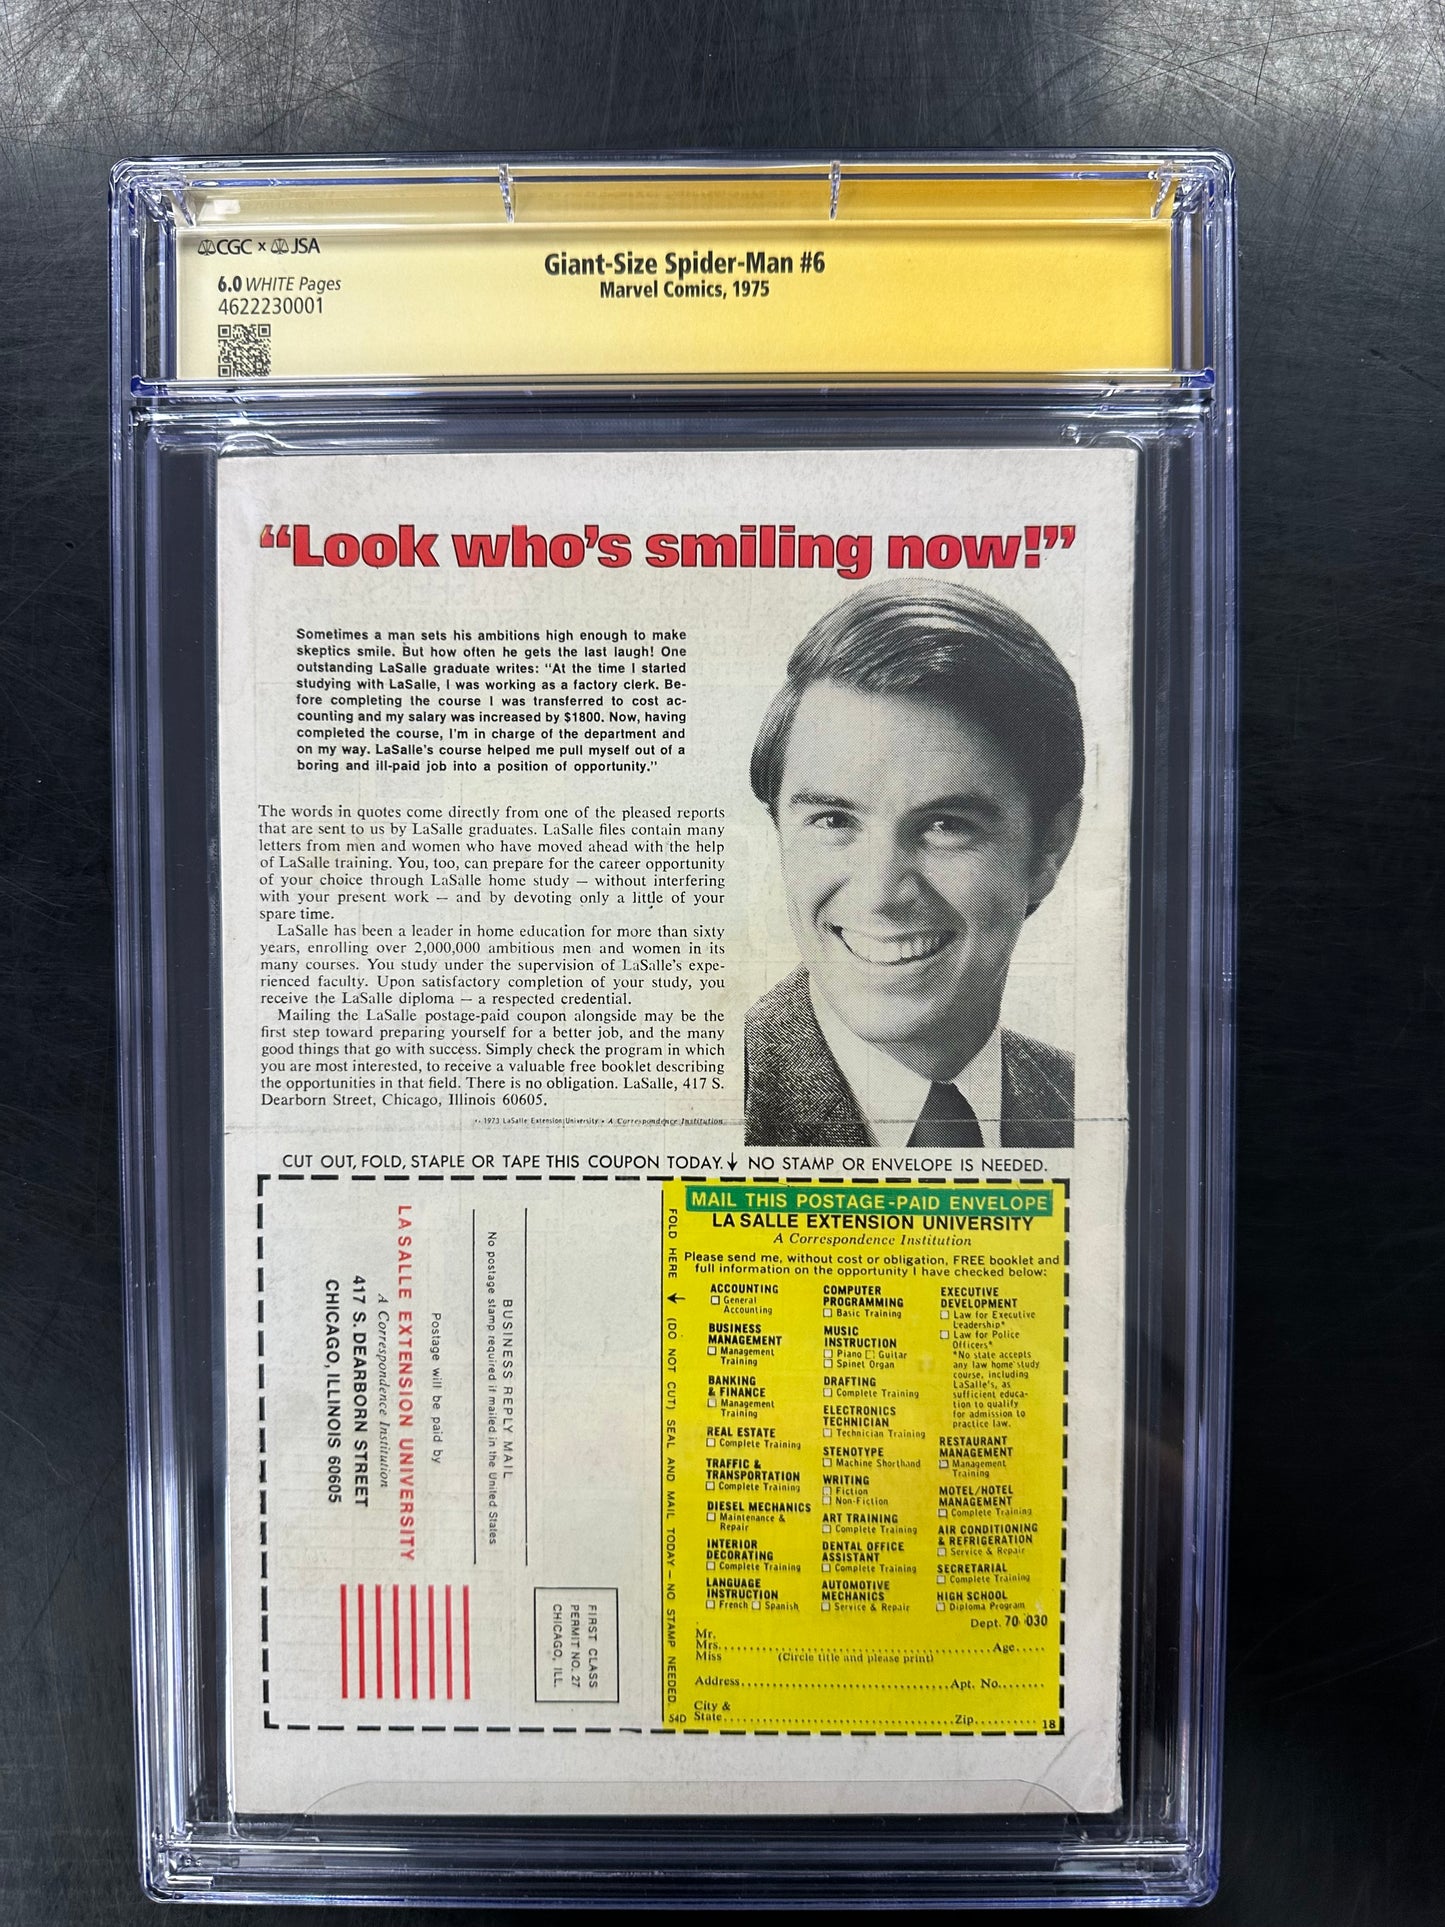 CGC x JSA
6.0 WHITE Pages
4622230001
Giant-Size Spider-Man #6
Marvel Comics, 1975
“Look who’s smiling now!”
Sometimes a man sets his ambitions high enough to make
skeptics smile. But how often he gets the last laugh! One
outstanding LaSalle graduate writes: “At the time I started
studying with LaSalle, I was working as a factory clerk. Be-
fore completing the course I was transferred to cost ac-
counting and my salary was increased by $1800. Now, having
completed the course, I’m in charge of the department and
on my way. LaSalle’s course helped me pull myself out of a
boring and ill-paid job into a position of opportunity.”
The words in quotes come directly from one of the pleased reports
that are sent to us by LaSalle graduates. LaSalle files contain many
letters from men and women who have moved ahead with the help
of LaSalle training. You, too, can prepare for the career opportunity
of your choice through LaSalle home study — without interfering
with your present work — and by devoting only a little of your
spare time.
LaSalle has been a leader in home education for more than sixty
years, enrolling over 2,000,000 ambitious men and women in its
many courses. You study under the supervision of LaSalle’s expe-
rienced faculty. Upon satisfactory completion of your study, you
receive the LaSalle diploma — a respected credential.
Mailing the LaSalle postage-paid coupon alongside may be the
first step toward preparing yourself for a better job, and the many
good things that go with success. Simply check the program in which
you are most interested, to receive a valuable free booklet describing
the opportunities in that field. There is no obligation. LaSalle, 417 S.
Dearborn Street, Chicago, Illinois 60605.
1973 LaSalle Extension University • A Correspondence Institution
CUT OUT, FOLD, STAPLE OR TAPE THIS COUPON TODAY. ↓ NO STAMP OR ENVELOPE IS NEEDED.
FIRST CLASS
PERMIT NO. 27
CHICAGO, ILL.
BUSINESS REPLY MAIL
No postage stamp required if mailed in the United States
Postage will be paid by
LA SALLE EXTENSION UNIVERSITY
A Correspondence Institution
417 S. DEARBORN STREET
CHICAGO, ILLINOIS 60605
FOLD HERE → (DO NOT CUT) SEAL AND MAIL TODAY — NO STAMP NEEDED.
54D
MAIL THIS POSTAGE-PAID ENVELOPE
LA SALLE EXTENSION UNIVERSITY
A Correspondence Institution
Please send me, without cost or obligation, FREE booklet and
full information on the opportunity I have checked below:
ACCOUNTING
☐ General
Accounting
BUSINESS
MANAGEMENT
☐ Management
Training
BANKING
& FINANCE
☐ Management
Training
REAL ESTATE
☐ Complete Training
TRAFFIC &
TRANSPORTATION
☐ Complete Training
DIESEL MECHANICS
☐ Maintenance &
Repair
INTERIOR
DECORATING
☐ Complete Training
LANGUAGE
INSTRUCTION
☐ French ☐ Spanish
COMPUTER
PROGRAMMING
☐ Basic Training
MUSIC
INSTRUCTION
☐ Piano ☐ Guitar
☐ Spinet Organ
DRAFTING
☐ Complete Training
ELECTRONICS
TECHNICIAN
☐ Technician Training
STENOTYPE
☐ Machine Shorthand
WRITING
☐ Fiction
☐ Non-Fiction
ART TRAINING
☐ Complete Training
DENTAL OFFICE
ASSISTANT
☐ Complete Training
AUTOMOTIVE
MECHANICS
☐ Service & Repair
EXECUTIVE
DEVELOPMENT
☐ Law for Executive
Leadership*
☐ Law for Police
Officers*
*No state accepts
any law home study
course, including
LaSalle's, as
sufficient educa-
tion to qualify
for admission to
practice law.
RESTAURANT
MANAGEMENT
☐ Management
Training
MOTEL/HOTEL
MANAGEMENT
☐ Complete Training
AIR CONDITIONING
& REFRIGERATION
☐ Service & Repair
SECRETARIAL
☐ Complete Training
HIGH SCHOOL
☐ Diploma Program
Dept. 70 030
Mr.
Mrs. Age
Miss (Circle title and please print)
Address Apt. No.
City &
State Zip 18